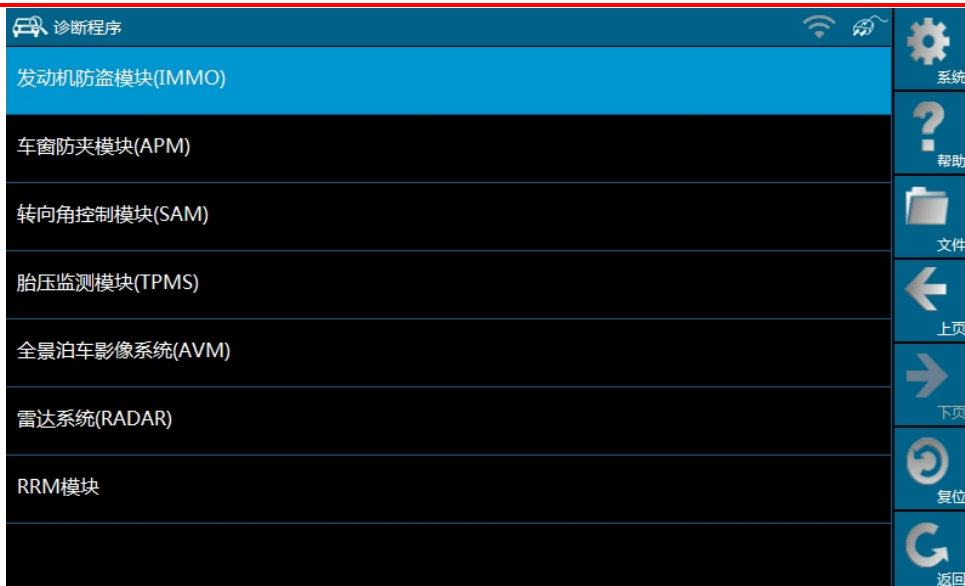 诊断程序
发动机防盗模块(IMMO)
车窗防夹模块(APM)
转向角控制模块(SAM)
胎压监测模块(TPMS)
全景泊车影像系统(AVM)
雷达系统(RADAR)
RRM模块
系统
帮助
文件
上页
下页
复位
返回